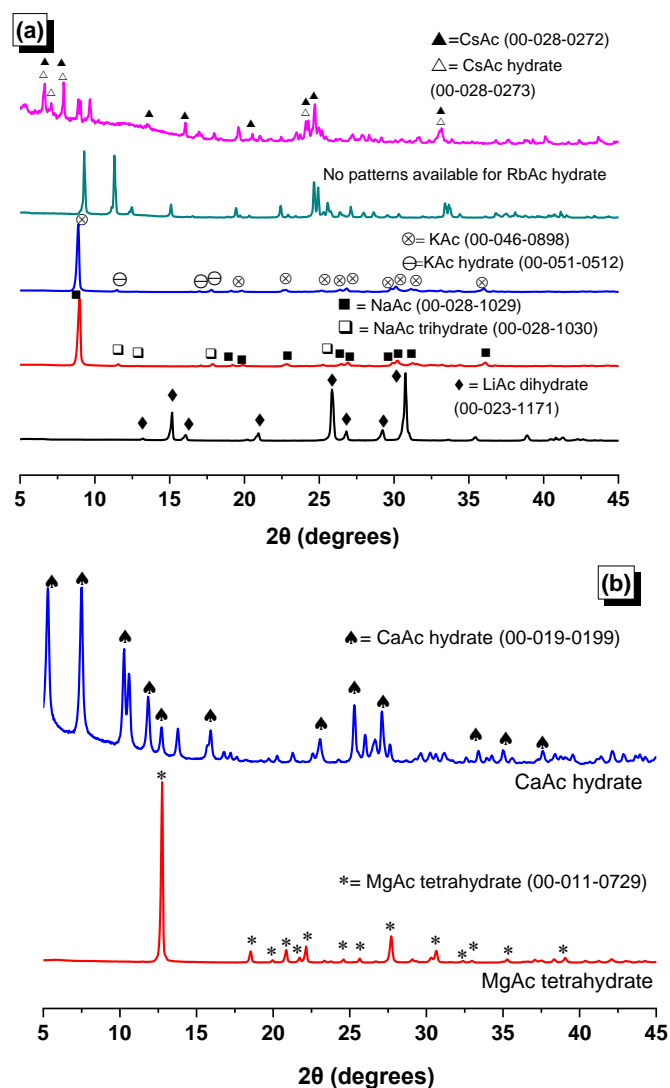 (a)
▲=CsAc (00-028-0272)
△= CsAc hydrate
(00-028-0273)
No patterns available for RbAc hydrate
⊗= KAc (00-046-0898)
⊖=KAc hydrate (00-051-0512)
■ = NaAc (00-028-1029)
❏ = NaAc trihydrate (00-028-1030)
♦ = LiAc dihydrate
(00-023-1171)
5 10 15 20 25 30 35 40 45
2θ (degrees)
(b)
♠= CaAc hydrate (00-019-0199)
CaAc hydrate
*= MgAc tetrahydrate (00-011-0729)
MgAc tetrahydrate
5 10 15 20 25 30 35 40 45
2θ (degrees)